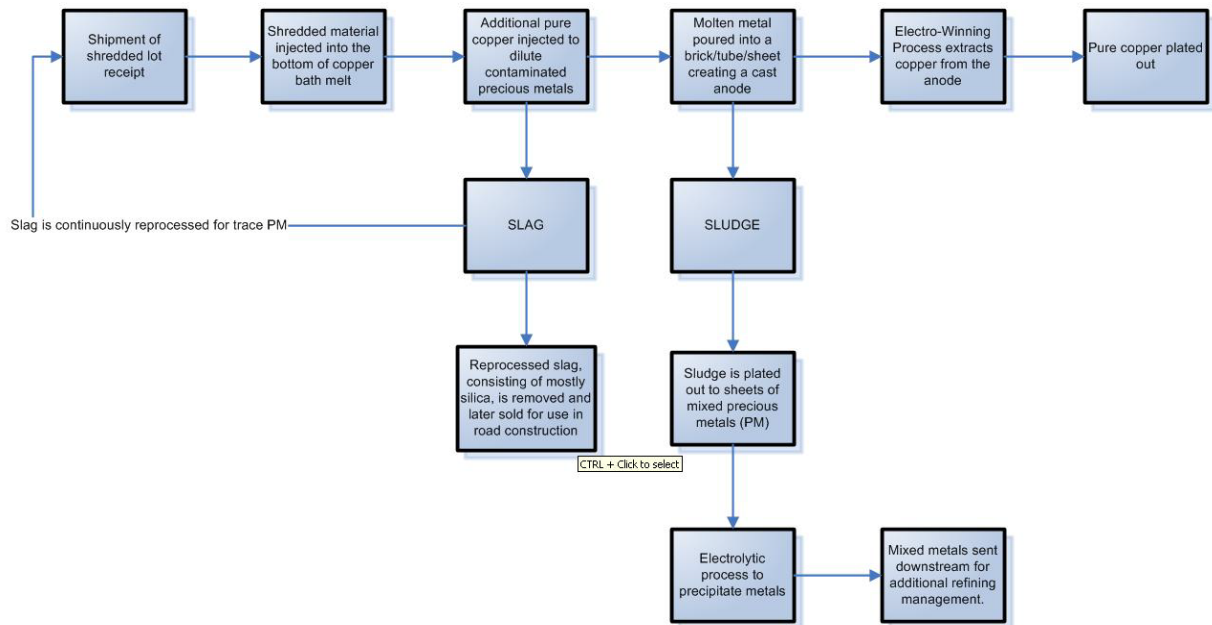 Shipment of
shredded lot
receipt
Shredded material
injected into the
bottom of copper
bath melt
Additional pure
copper injected to
dilute
contaminated
precious metals
Molten metal
poured into a
brick/tube/sheet
creating a cast
anode
Electro-Winning
Process extracts
copper from the
anode
Pure copper plated
out
Slag is continuously reprocessed for trace PM
SLAG
SLUDGE
Reprocessed slag,
consisting of mostly
silica, is removed and
later sold for use in
road construction
Sludge is plated
out to sheets of
mixed precious
metals (PM)
CTRL + Click to select
Electrolytic
process to
precipitate metals
Mixed metals sent
downstream for
additional refining
management.